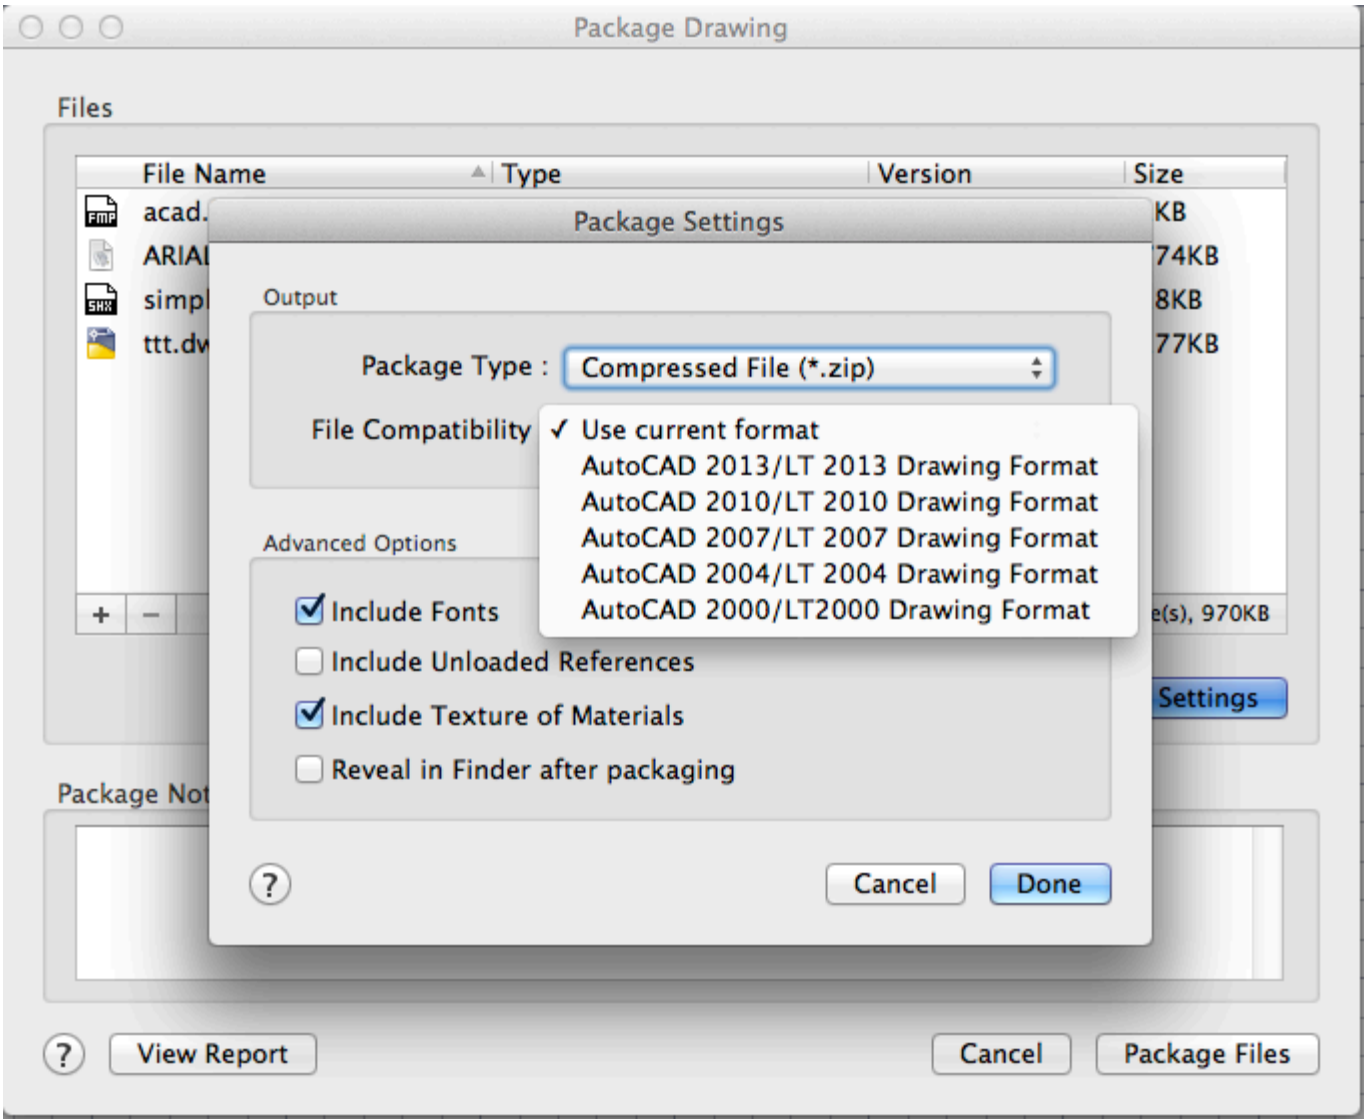 Package Drawing
Files
File Name Type Version Size
FMP acad. KB
ARIAL 74KB
SHX simpl 8KB
ttt.dw 77KB
+ − e(s), 970KB
Settings
Package Not
Package Settings
Output
Package Type : Compressed File (*.zip)
File Compatibility ✓ Use current format
AutoCAD 2013/LT 2013 Drawing Format
AutoCAD 2010/LT 2010 Drawing Format
AutoCAD 2007/LT 2007 Drawing Format
AutoCAD 2004/LT 2004 Drawing Format
AutoCAD 2000/LT2000 Drawing Format
Advanced Options
Include Fonts
Include Unloaded References
Include Texture of Materials
Reveal in Finder after packaging
? Cancel Done
? View Report Cancel Package Files